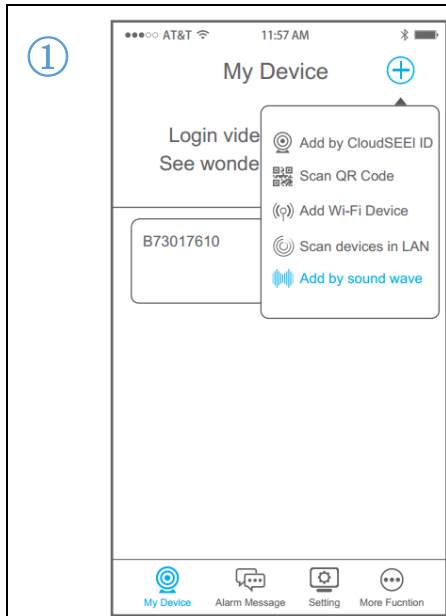 ①
●●●○○ AT&T 11:57 AM
My Device
Login vide
See wonde
Add by CloudSEEI ID
Scan QR Code
Add Wi-Fi Device
Scan devices in LAN
Add by sound wave
B73017610
My Device Alarm Message Setting More Fucntion